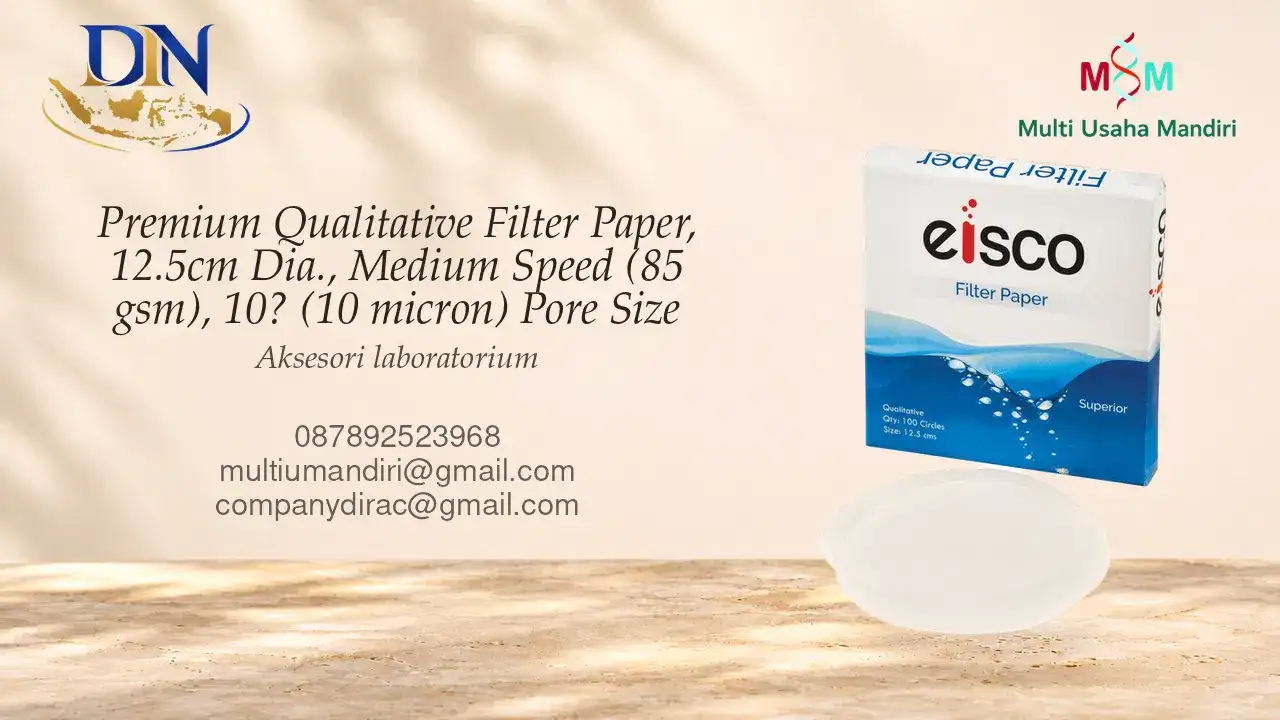 DIN
M M
Multi Usaha Mandiri
Filter Paper
eisco
Filter Paper
eisco
Superior
Qualitative
Qty: 100 Circles
Size: 12.5 cms
Premium Qualitative Filter Paper,
12.5cm Dia., Medium Speed (85
gsm), 10? (10 micron) Pore Size
Aksesori laboratorium
087892523968
multiumandiri@gmail.com
companydirac@gmail.com